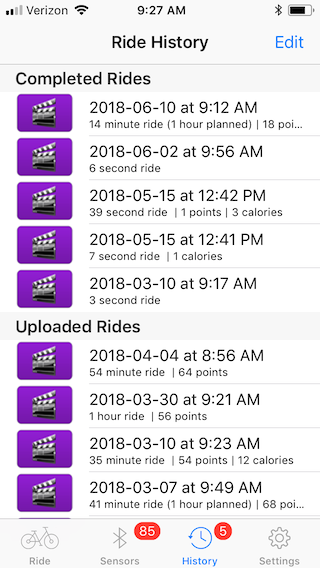 Verizon 9:27 AM
Ride History Edit
Completed Rides
2018-06-10 at 9:12 AM
14 minute ride (1 hour planned) | 18 poi...
2018-06-02 at 9:56 AM
6 second ride
2018-05-15 at 12:42 PM
39 second ride | 1 points | 3 calories
2018-05-15 at 12:41 PM
7 second ride | 1 calories
2018-03-10 at 9:17 AM
3 second ride
Uploaded Rides
2018-04-04 at 8:56 AM
54 minute ride | 64 points
2018-03-30 at 9:21 AM
1 hour ride | 56 points
2018-03-10 at 9:23 AM
35 minute ride | 54 points | 12 calories
2018-03-07 at 9:49 AM
41 minute ride (1 hour planned) | 68 poi...
85 5
Ride Sensors History Settings